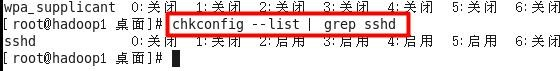 wpa_supplicant 0:关闭 1:关闭 2:关闭 3:关闭 4:关闭 5:关闭 6:关闭
[root@hadoop1 桌面]# chkconfig --list | grep sshd
sshd 0:关闭 1:关闭 2:启用 3:启用 4:启用 5:启用 6:关闭
[root@hadoop1 桌面]#